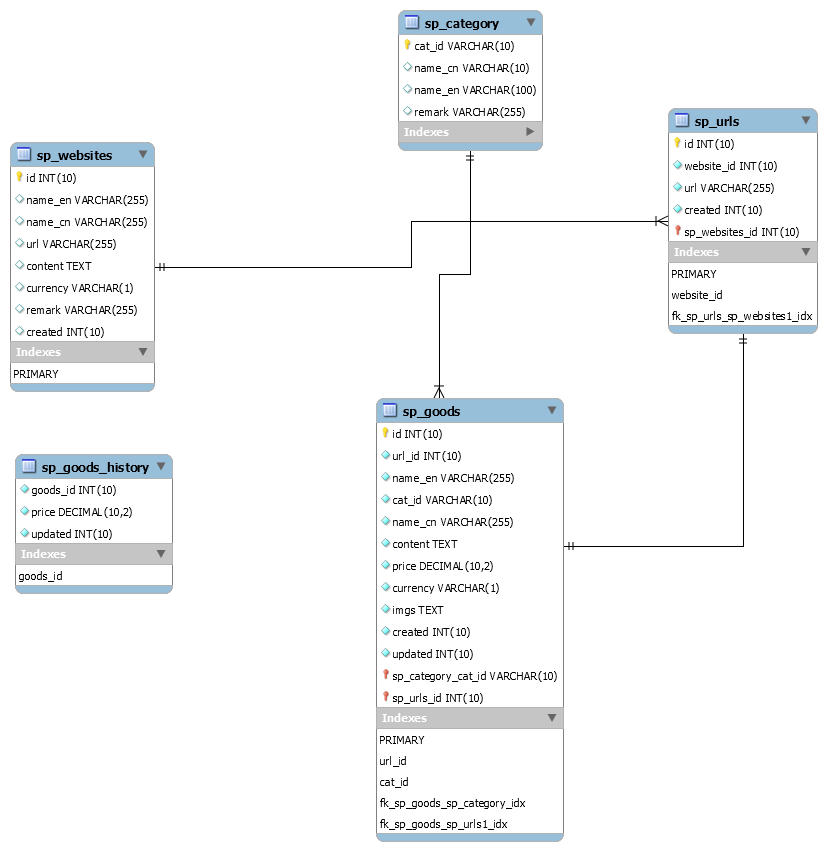 sp_category
cat_id VARCHAR(10)
name_cn VARCHAR(10)
name_en VARCHAR(100)
remark VARCHAR(255)
Indexes
sp_urls
id INT(10)
website_id INT(10)
url VARCHAR(255)
created INT(10)
sp_websites_id INT(10)
Indexes
PRIMARY
website_id
fk_sp_urls_sp_websites1_idx
sp_websites
id INT(10)
name_en VARCHAR(255)
name_cn VARCHAR(255)
url VARCHAR(255)
content TEXT
currency VARCHAR(1)
remark VARCHAR(255)
created INT(10)
Indexes
PRIMARY
sp_goods
id INT(10)
url_id INT(10)
name_en VARCHAR(255)
cat_id VARCHAR(10)
name_cn VARCHAR(255)
content TEXT
price DECIMAL(10,2)
currency VARCHAR(1)
imgs TEXT
created INT(10)
updated INT(10)
sp_category_cat_id VARCHAR(10)
sp_urls_id INT(10)
Indexes
PRIMARY
url_id
cat_id
fk_sp_goods_sp_category_idx
fk_sp_goods_sp_urls1_idx
sp_goods_history
goods_id INT(10)
price DECIMAL(10,2)
updated INT(10)
Indexes
goods_id